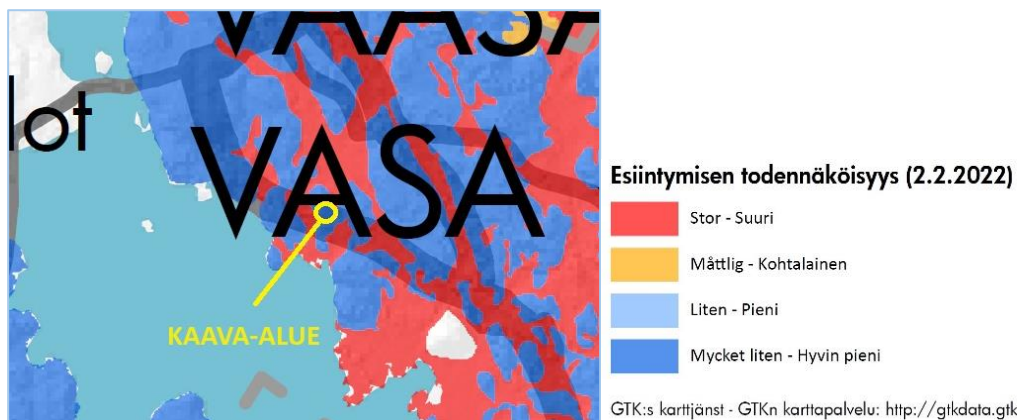 VAASA
lot
VASA
KAAVA-ALUE
Esiintymisen todennäköisyys (2.2.2022)
Stor - Suuri
Måttlig - Kohtalainen
Liten - Pieni
Mycket liten - Hyvin pieni
GTK:s karttjänst - GTKn karttapalvelu: http://gtkdata.gtk